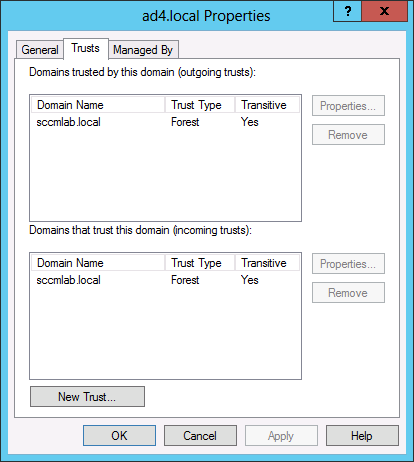 ad4.local Properties
? x
General Trusts Managed By
Domains trusted by this domain (outgoing trusts):
Domain Name Trust Type Transitive Properties...
sccmlab.local Forest Yes
Remove
Domains that trust this domain (incoming trusts):
Domain Name Trust Type Transitive Properties...
sccmlab.local Forest Yes
Remove
New Trust...
OK Cancel Apply Help